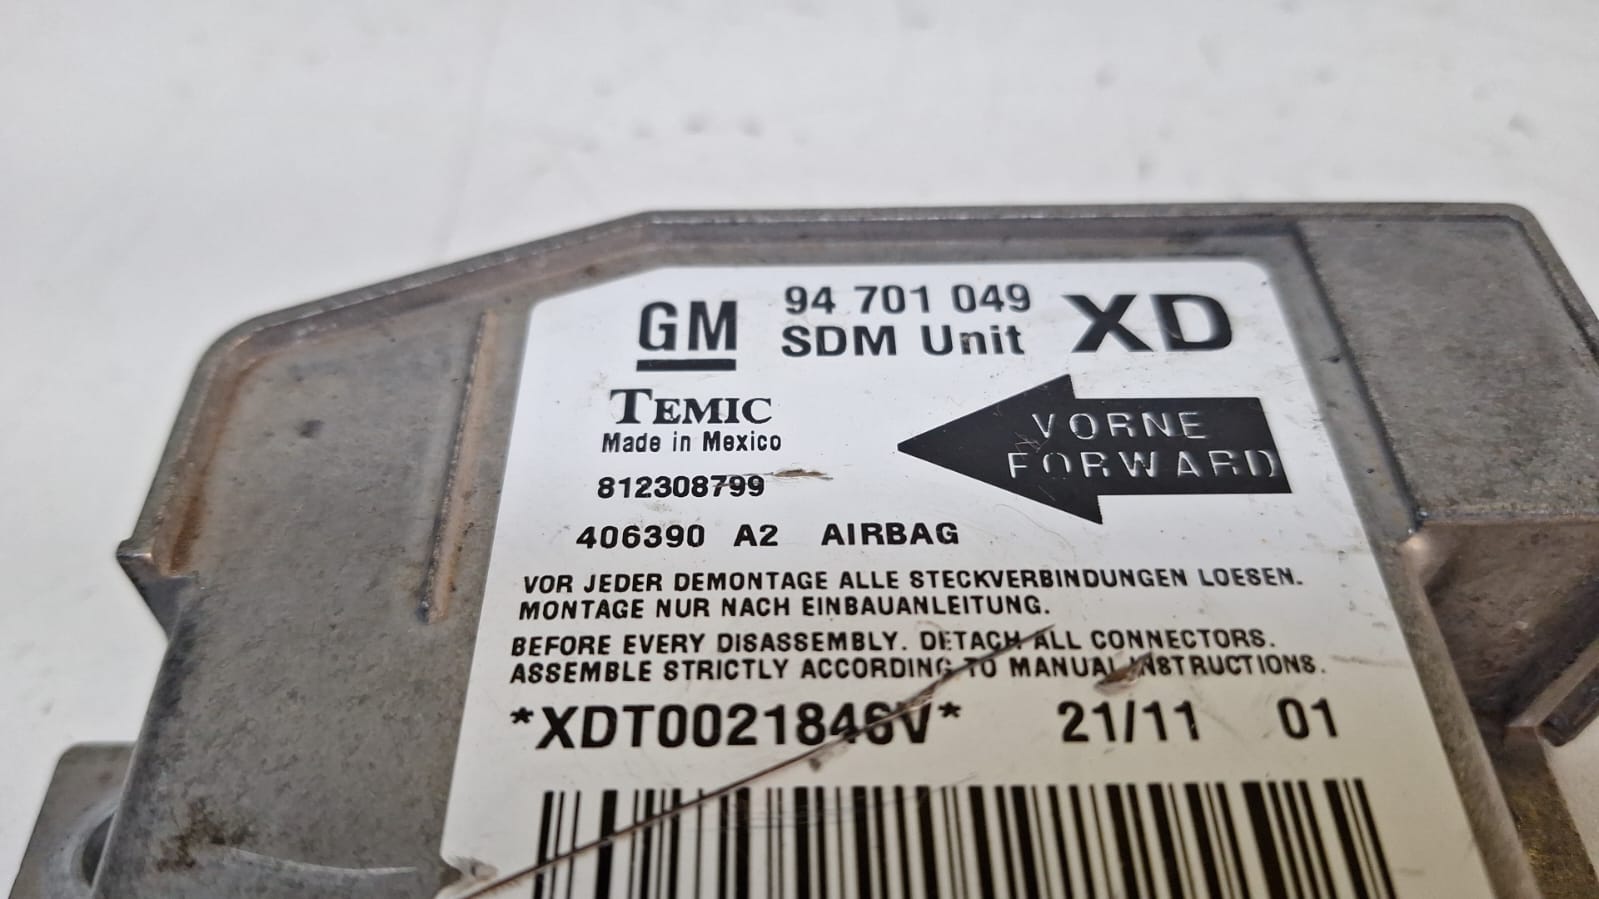 GM 94 701 049 XD
SDM Unit
TEMIC
Made in Mexico
VORNE
FORWARD
812308799
406390 A2 AIRBAG
VOR JEDER DEMONTAGE ALLE STECKVERBINDUNGEN LOESEN.
MONTAGE NUR NACH EINBAUANLEITUNG.
BEFORE EVERY DISASSEMBLY. DETACH ALL CONNECTORS.
ASSEMBLE STRICTLY ACCORDING TO MANUAL INSTRUCTIONS.
*XDT0021846V* 21/11 01